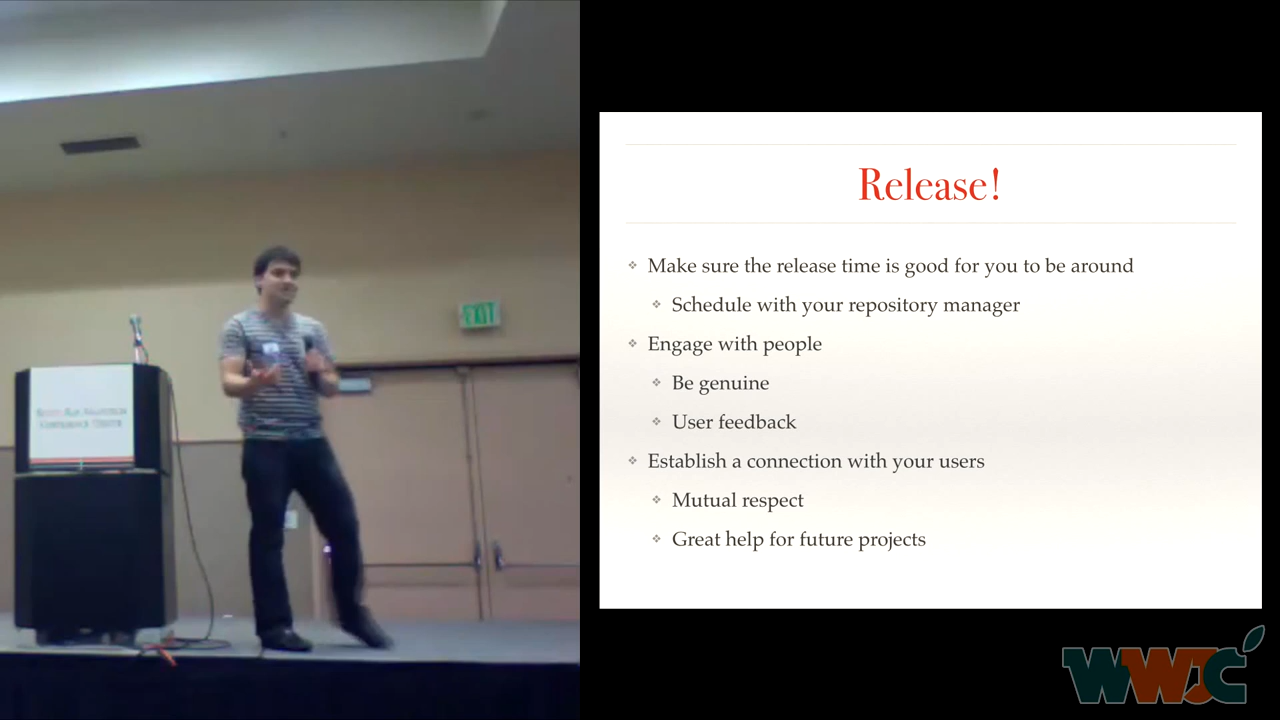 EXIT
Release!
Make sure the release time is good for you to be around
Schedule with your repository manager
Engage with people
Be genuine
User feedback
Establish a connection with your users
Mutual respect
Great help for future projects
WWJC